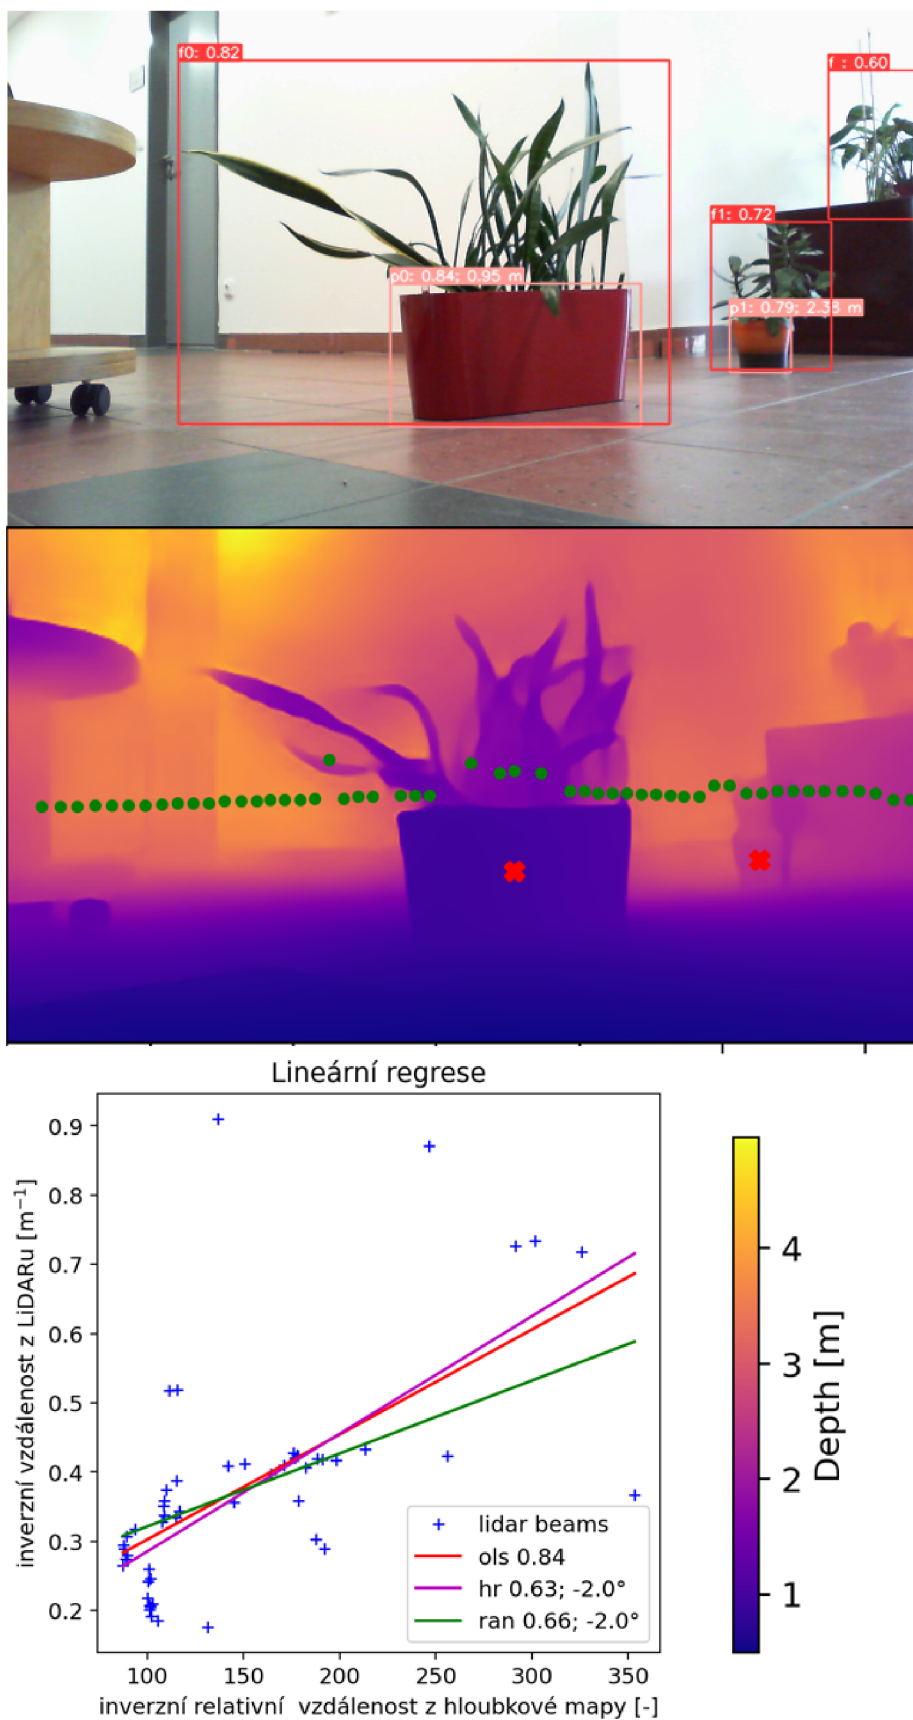 f0: 0.82
f : 0.60
f1: 0.72
p0: 0.84; 0.95 m
p1: 0.79; 2.38 m
Lineární regrese
inverzní vzdálenost z LiDARu [m⁻¹]
0.9
0.8
0.7
0.6
0.5
0.4
0.3
0.2
lidar beams
ols 0.84
hr 0.63; -2.0°
ran 0.66; -2.0°
100 150 200 250 300 350
inverzní relativní vzdálenost z hloubkové mapy [-]
4
3
2
1
Depth [m]